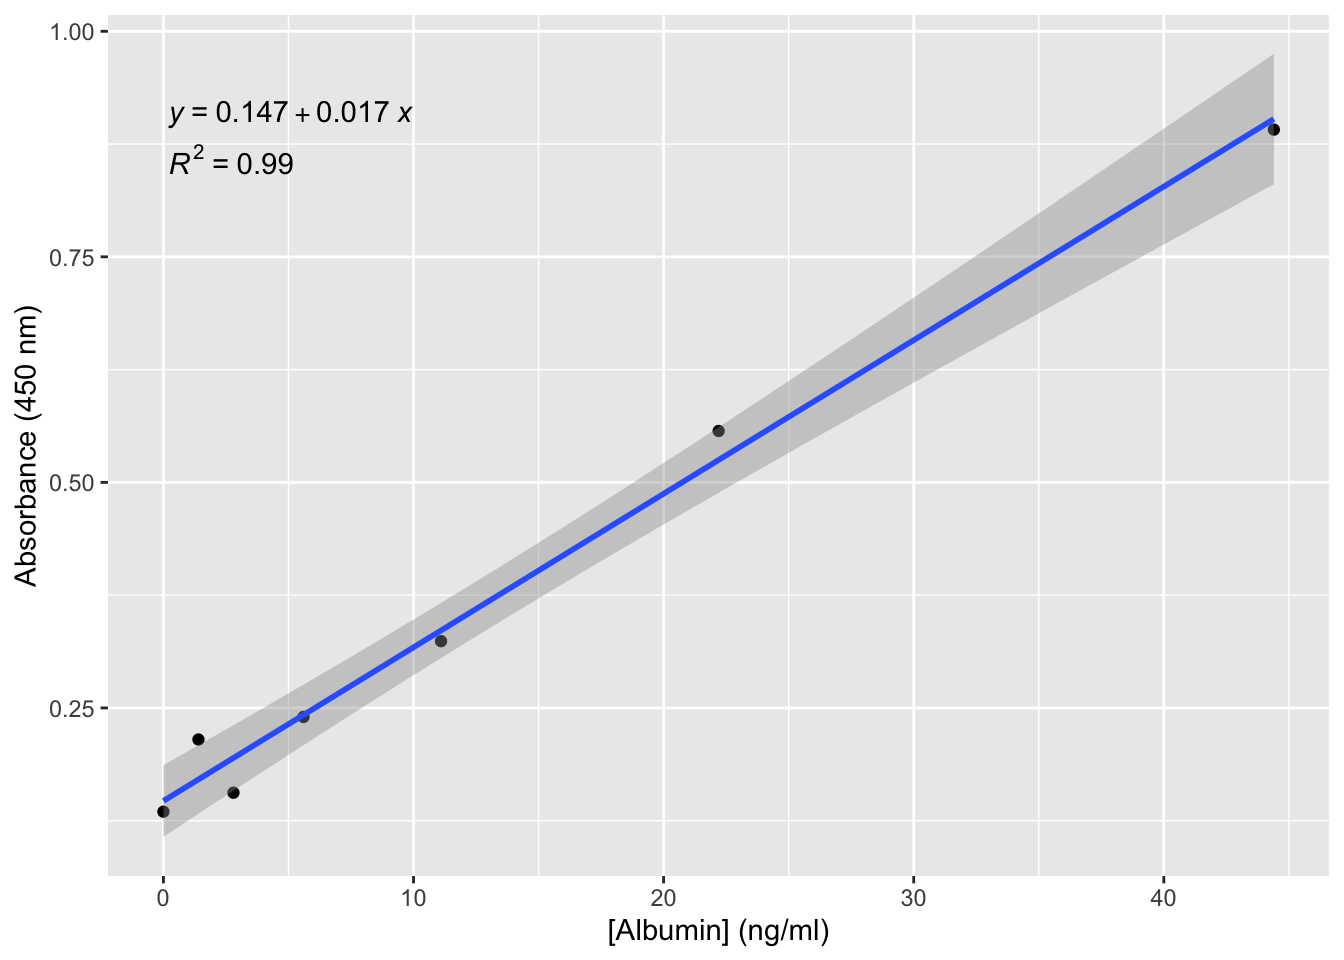 1.00
y = 0.147 + 0.017 x
R² = 0.99
0.75
0.50
0.25
Absorbance (450 nm)
0 10 20 30 40
[Albumin] (ng/ml)